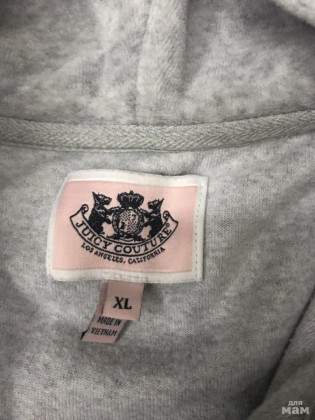 JUICY COUTURE
LOS ANGELES, CALIFORNIA
XL
MADE IN
VIETNAM
для
мам